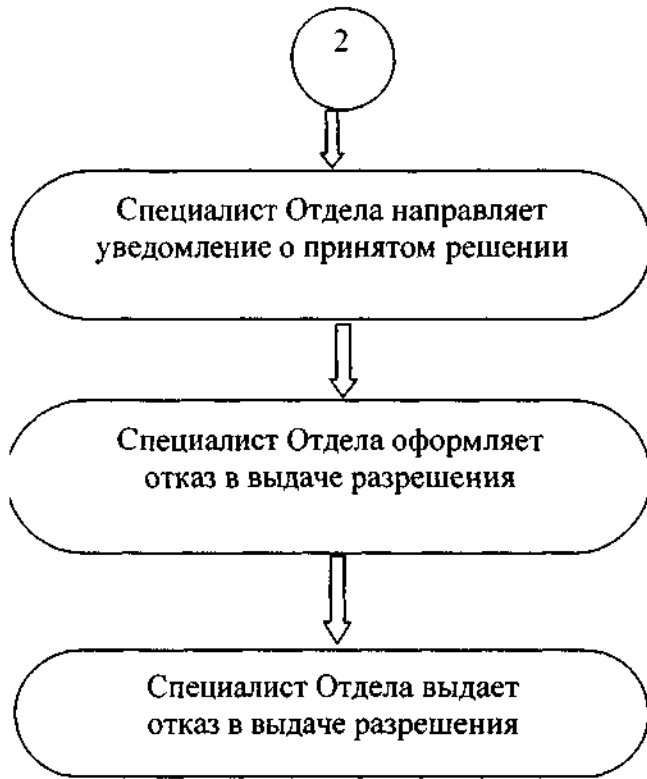 2
Специалист Отдела направляет
уведомление о принятом решении
Специалист Отдела оформляет
отказ в выдаче разрешения
Специалист Отдела выдает
отказ в выдаче разрешения